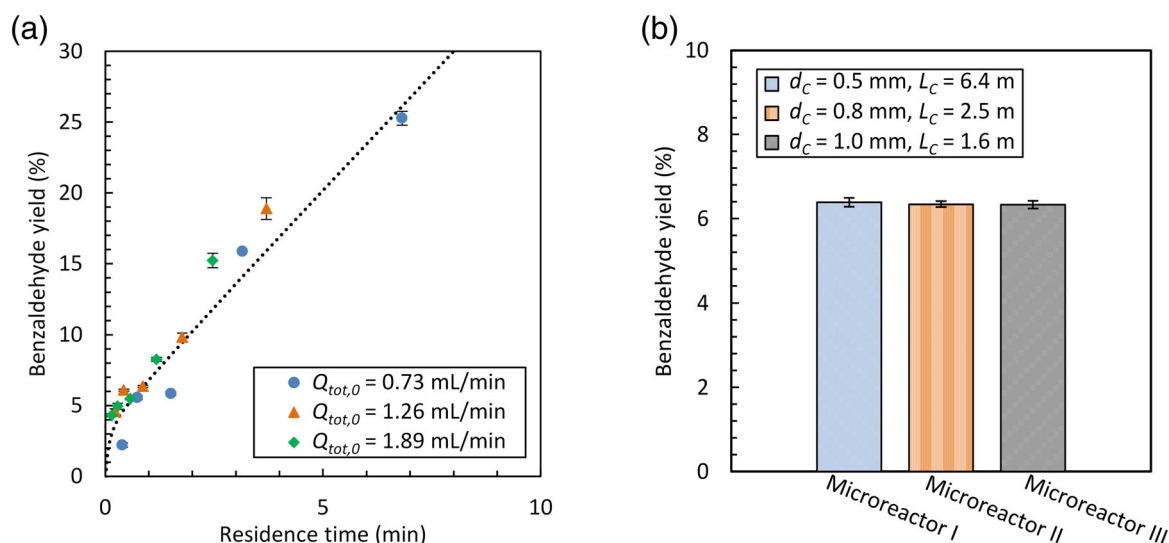 (a)
30
25
20
15
10
5
0
Benzaldehyde yield (%)
Q_tot,0 = 0.73 mL/min
Q_tot,0 = 1.26 mL/min
Q_tot,0 = 1.89 mL/min
0 5 10
Residence time (min)
(b)
10
8
6
4
2
0
Benzaldehyde yield (%)
d_C = 0.5 mm, L_C = 6.4 m
d_C = 0.8 mm, L_C = 2.5 m
d_C = 1.0 mm, L_C = 1.6 m
Microreactor I
Microreactor II
Microreactor III